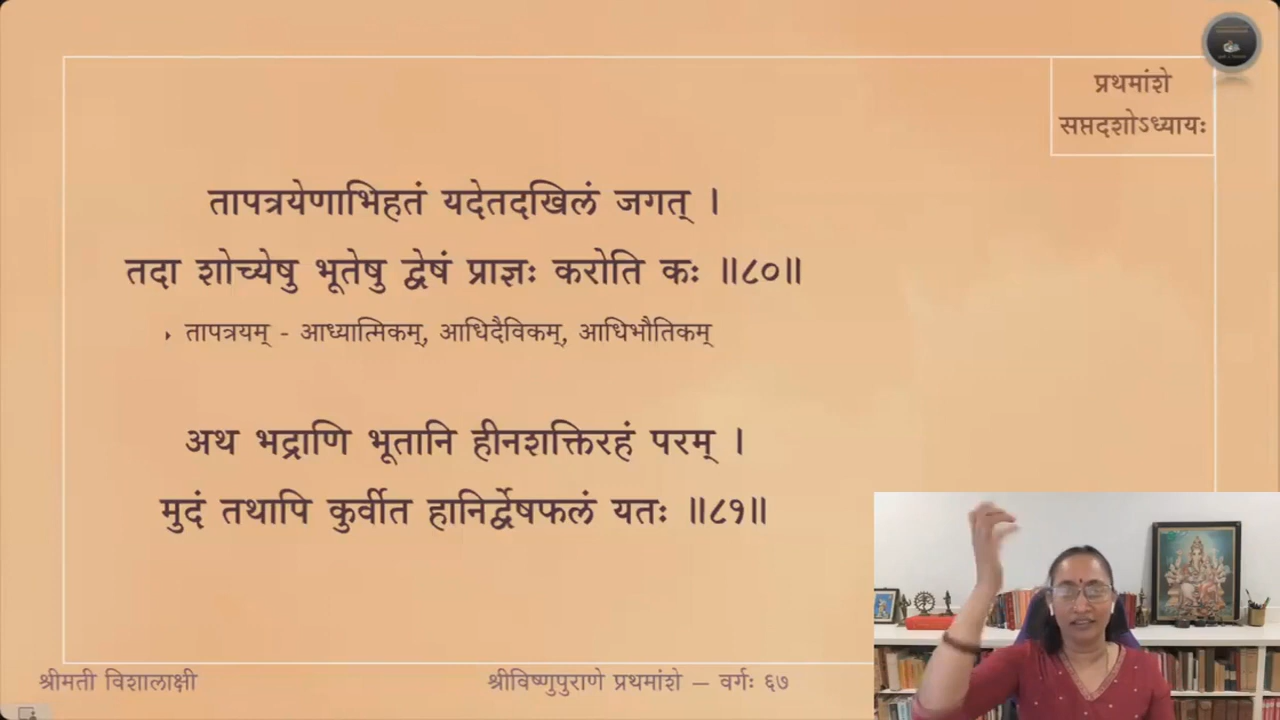 प्रथमांशे
सप्तदशोऽध्यायः
तापत्रयेणाभिहतं यदेतदखिलं जगत् ।
तदा शोच्येषु भूतेषु द्वेषं प्राज्ञः करोति कः ॥८०॥
तापत्रयम् - आध्यात्मिकम्, आधिदैविकम्, आधिभौतिकम्
अथ भद्राणि भूतानि हीनशक्तिरहं परम् ।
मुदं तथापि कुर्वीत हानिर्द्वेषफलं यतः ॥८१॥
श्रीमती विशालाक्षी
श्रीविष्णुपुराणे प्रथमांशे – वर्गः ६७